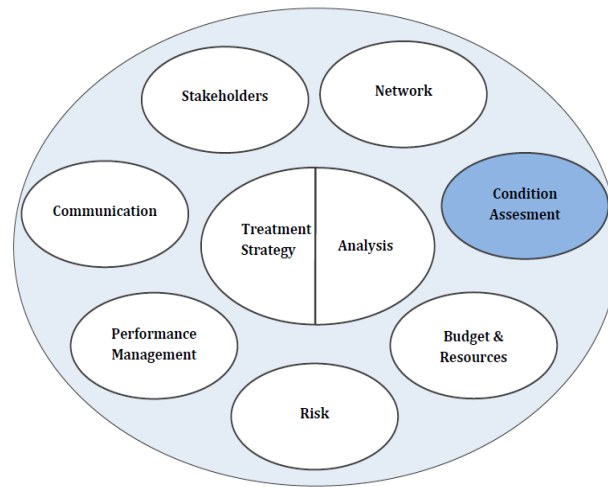 Stakeholders
Network
Communication
Condition
Assesment
Treatment
Strategy
Analysis
Performance
Management
Budget &
Resources
Risk